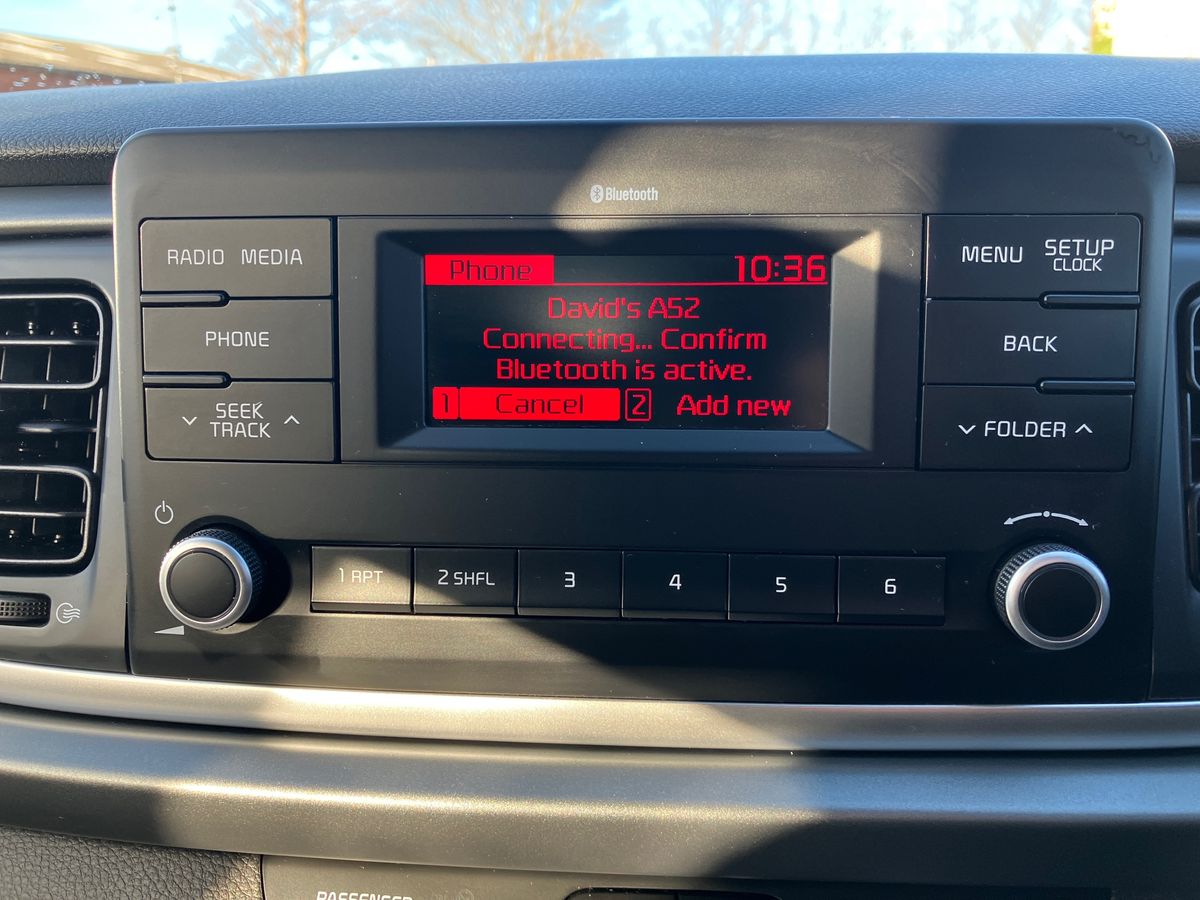 Bluetooth
RADIO MEDIA
PHONE
SEEK
TRACK
Phone 10:36
David's A52
Connecting... Confirm
Bluetooth is active.
1 Cancel 2 Add new
MENU SETUP
CLOCK
BACK
FOLDER
1 RPT
2 SHFL
3
4
5
6
PASSENGER